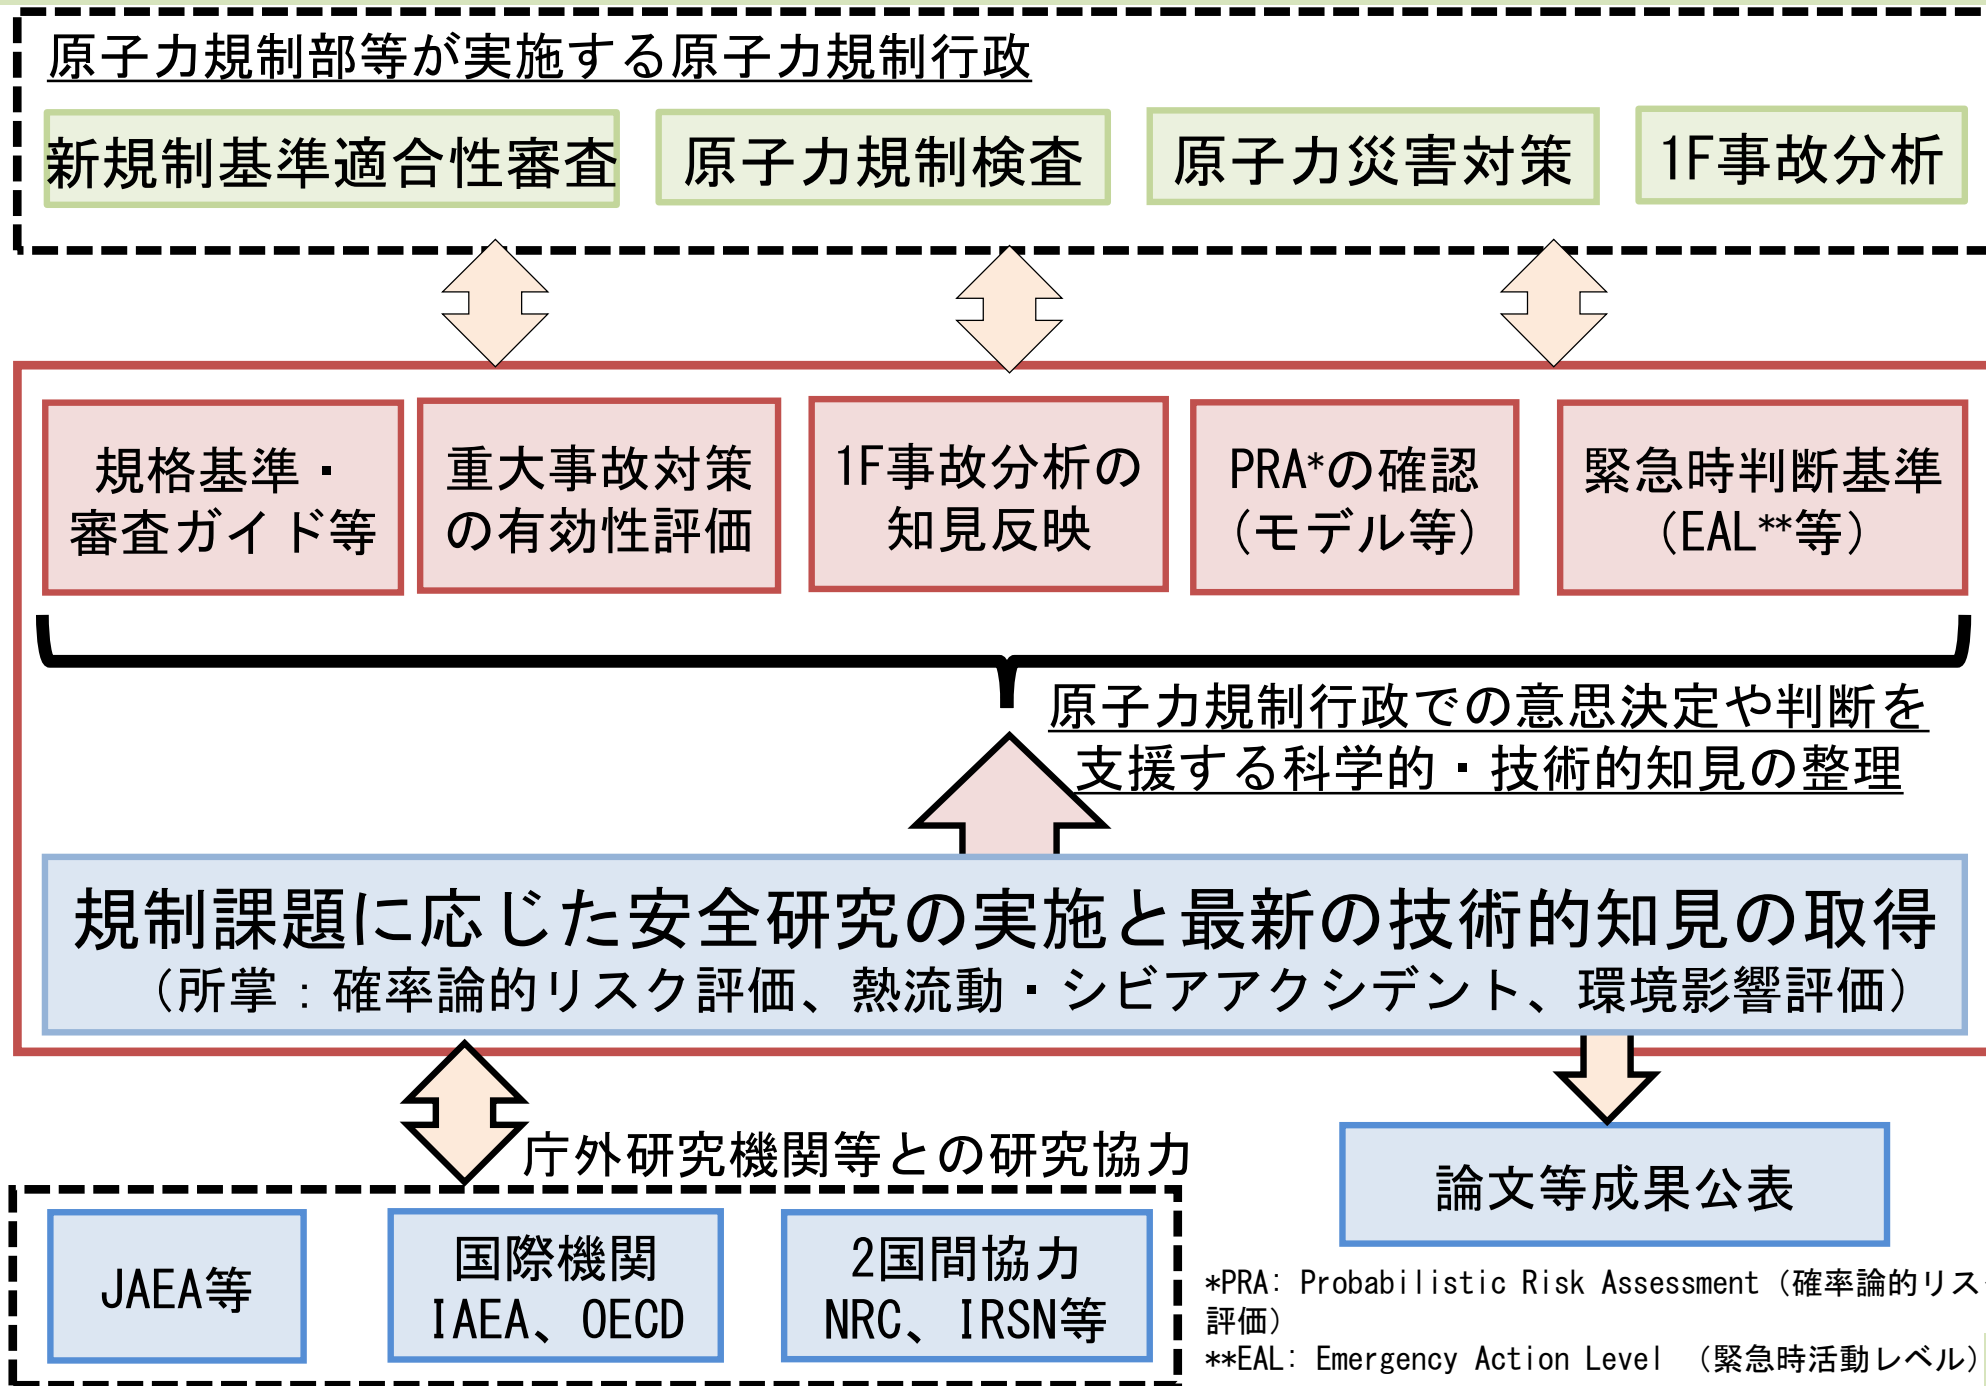 原子力規制部等が実施する原子力規制行政
新規制基準適合性審査
原子力規制検査
原子力災害対策
1F事故分析
規格基準・
審査ガイド等
重大事故対策
の有効性評価
1F事故分析の
知見反映
PRA*の確認
（モデル等）
緊急時判断基準
（EAL**等）
原子力規制行政での意思決定や判断を
支援する科学的・技術的知見の整理
規制課題に応じた安全研究の実施と最新の技術的知見の取得
（所掌：確率論的リスク評価、熱流動・シビアアクシデント、環境影響評価）
庁外研究機関等との研究協力
JAEA等
国際機関
IAEA、OECD
2国間協力
NRC、IRSN等
論文等成果公表
*PRA: Probabilistic Risk Assessment（確率論的リスク
評価）
**EAL: Emergency Action Level （緊急時活動レベル）